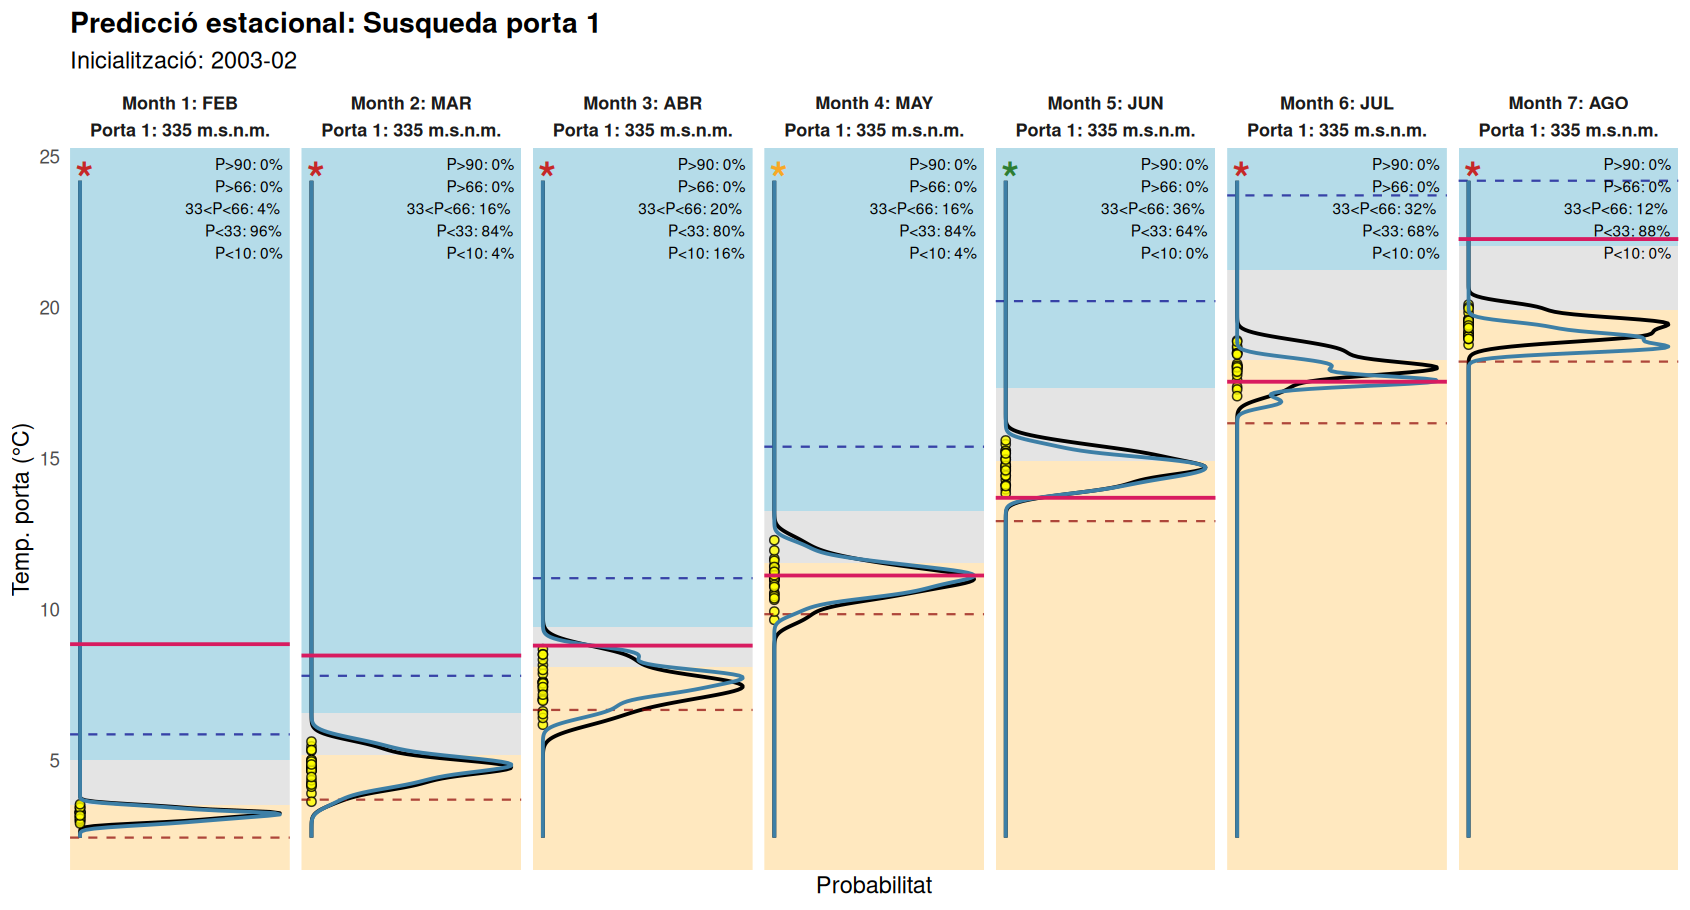 Predicció estacional: Susqueda porta 1
Inicialització: 2003-02
Month 1: FEB
Porta 1: 335 m.s.n.m.
Month 2: MAR
Porta 1: 335 m.s.n.m.
Month 3: ABR
Porta 1: 335 m.s.n.m.
Month 4: MAY
Porta 1: 335 m.s.n.m.
Month 5: JUN
Porta 1: 335 m.s.n.m.
Month 6: JUL
Porta 1: 335 m.s.n.m.
Month 7: AGO
Porta 1: 335 m.s.n.m.
*
P>90: 0%
P>66: 0%
33<P<66: 4%
P<33: 96%
P<10: 0%
*
P>90: 0%
P>66: 0%
33<P<66: 16%
P<33: 84%
P<10: 4%
*
P>90: 0%
P>66: 0%
33<P<66: 20%
P<33: 80%
P<10: 16%
*
P>90: 0%
P>66: 0%
33<P<66: 16%
P<33: 84%
P<10: 4%
*
P>90: 0%
P>66: 0%
33<P<66: 36%
P<33: 64%
P<10: 0%
*
P>90: 0%
P>66: 0%
33<P<66: 32%
P<33: 68%
P<10: 0%
*
P>90: 0%
P>66: 0%
33<P<66: 12%
P<33: 88%
P<10: 0%
25
20
15
10
5
Temp. porta (°C)
Probabilitat